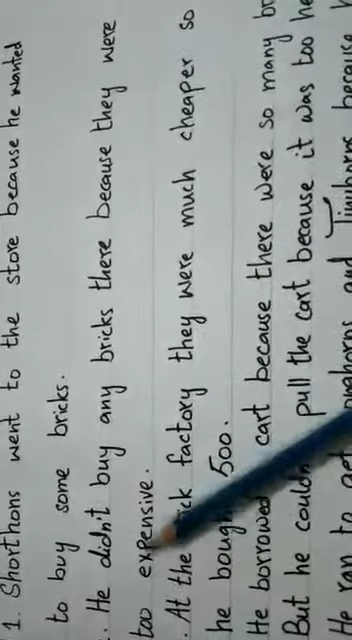 1. Shorthons went to the store because he wanted
to buy some bricks.
. He didn't buy any bricks there because they were
too expensive.
. At the factory they were much cheaper so
he 500.
He borrowed cart because there were so many
But he pull the cart because it was too
He ran to get and because